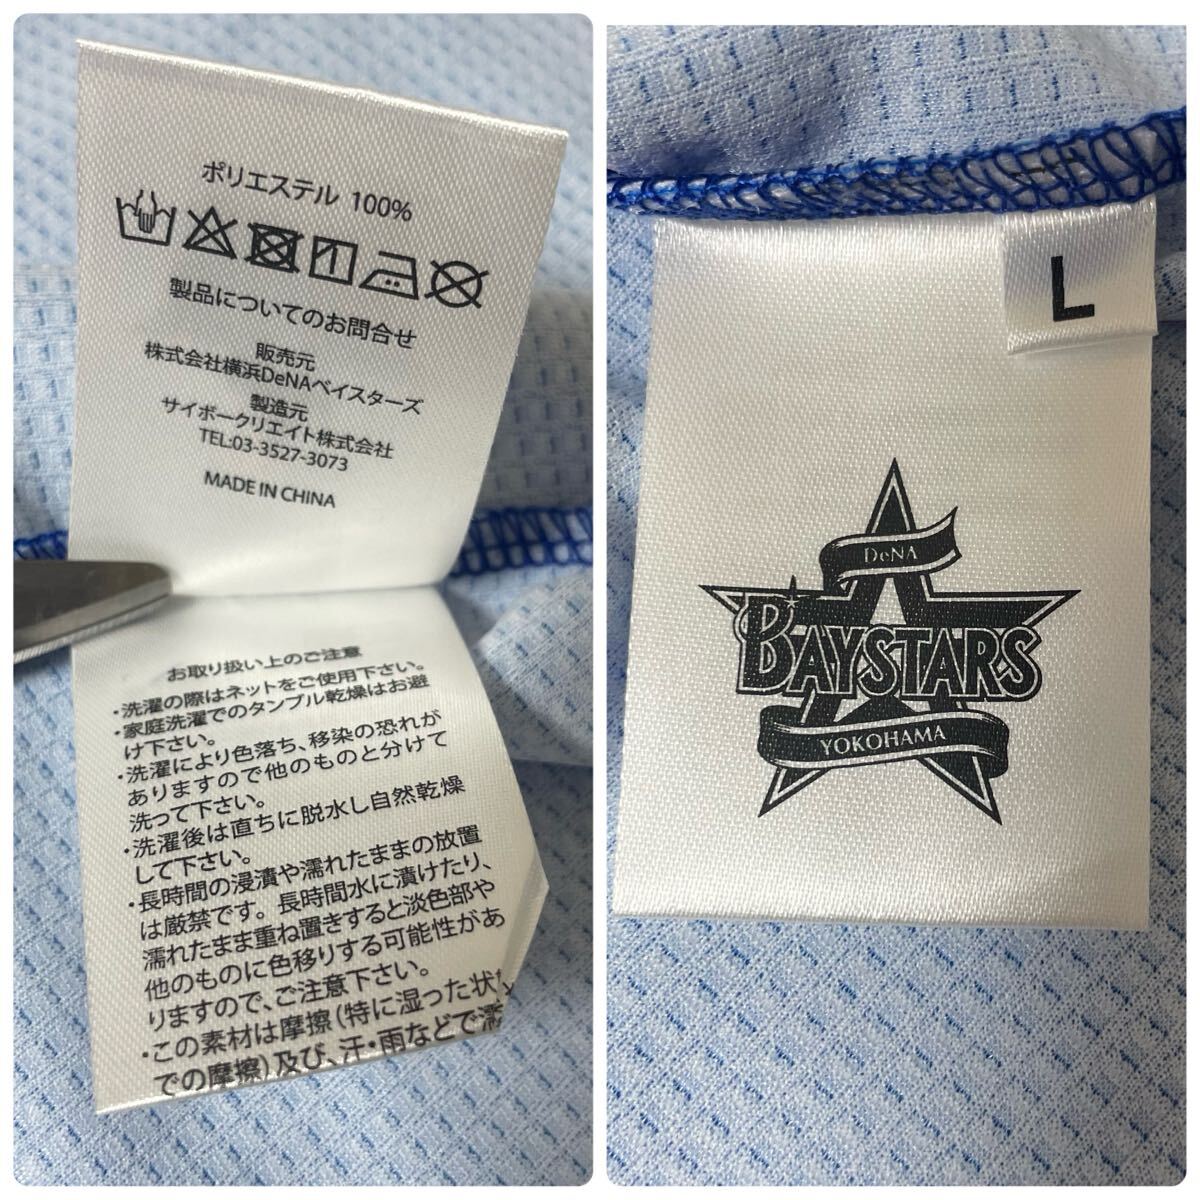 ポリエステル 100%
製品についてのお問合せ
販売元
株式会社横浜DeNAベイスターズ
製造元
サイボークリエイト株式会社
TEL:03-3527-3073
MADE IN CHINA
お取り扱い上のご注意
・洗濯の際はネットをご使用下さい。
・家庭洗濯でのタンブル乾燥はお避
け下さい。
・洗濯により色落ち、移染の恐れが
ありますので他のものと分けて
洗って下さい。
・洗濯後は直ちに脱水し自然乾燥
して下さい。
・長時間の浸漬や濡れたままの放置
は厳禁です。長時間水に漬けたり、
濡れたまま重ね置きすると淡色部や
他のものに色移りする可能性があ
りますので、ご注意下さい。
・この素材は摩擦(特に湿った状
での摩擦)及び、汗・雨などで濡
L
DeNA
BAYSTARS
YOKOHAMA